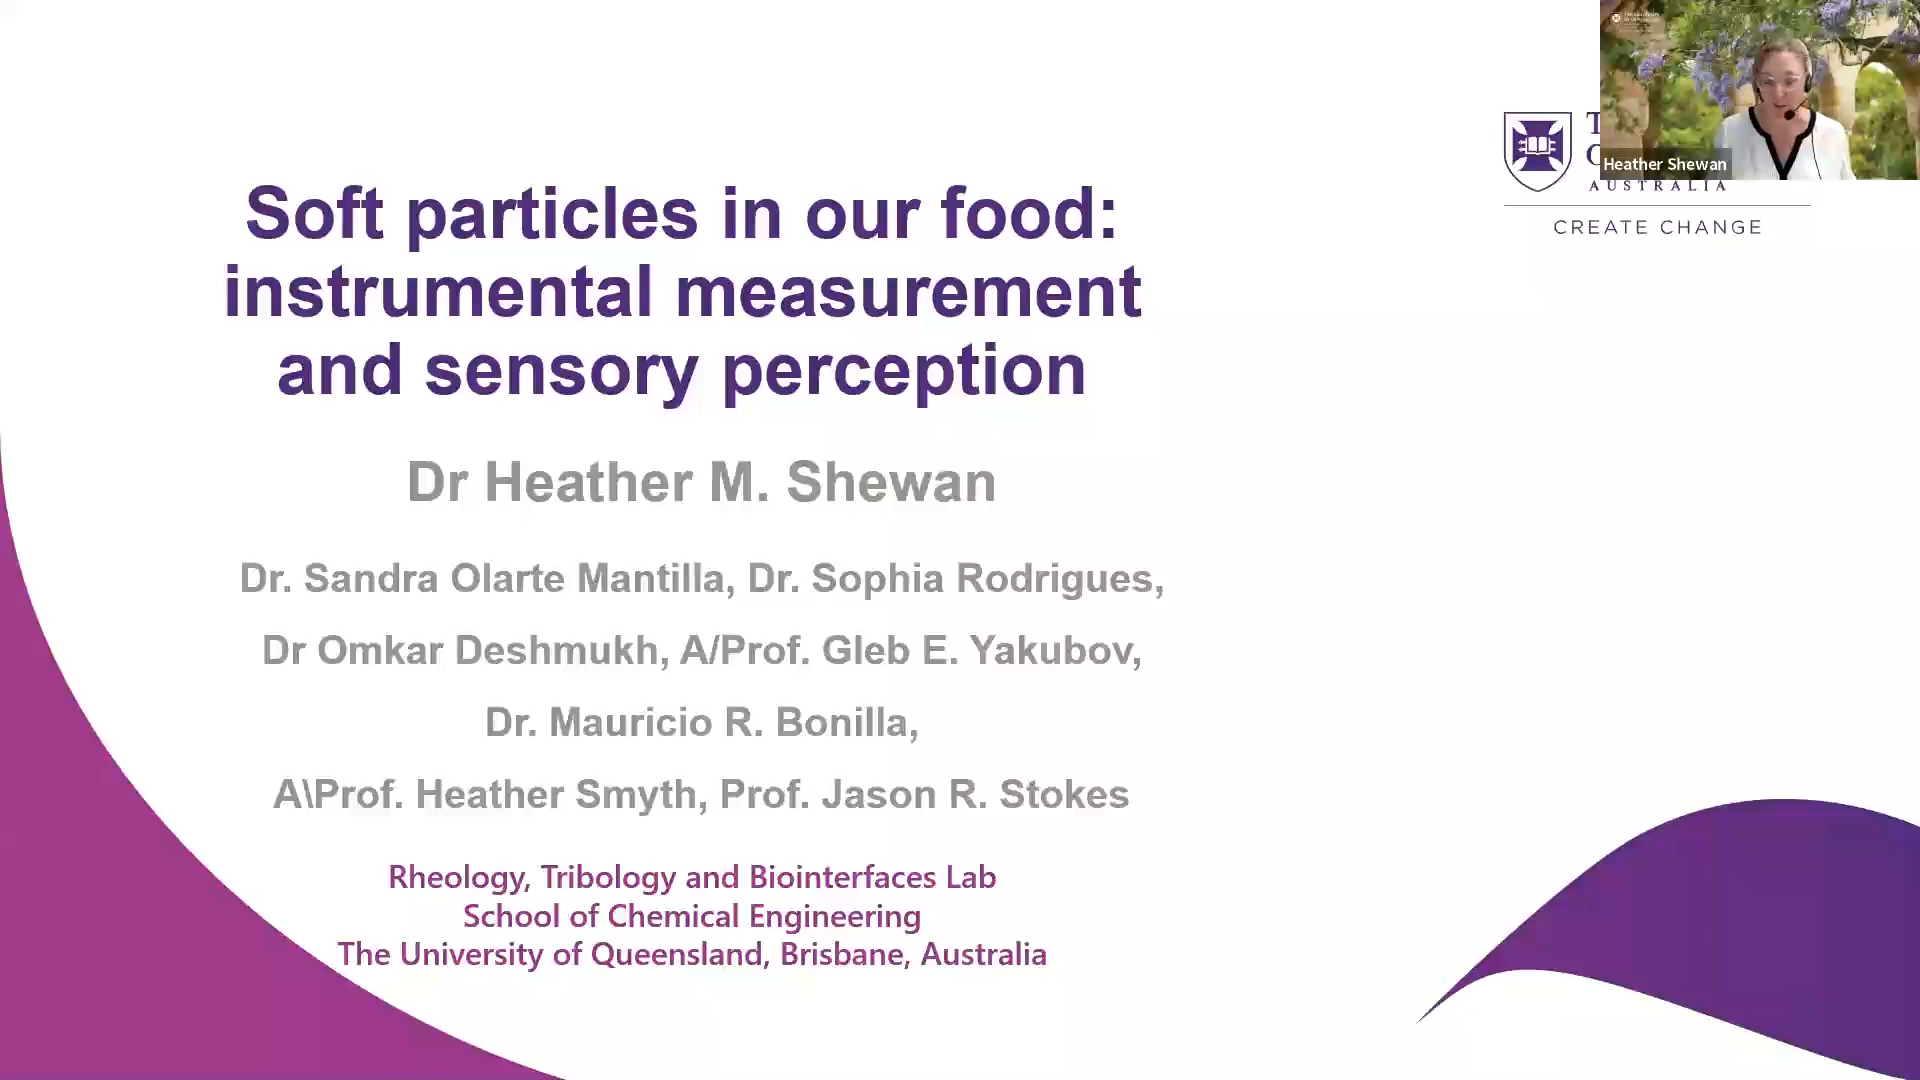 Soft particles in our food:
instrumental measurement
and sensory perception
Dr Heather M. Shewan
Dr. Sandra Olarte Mantilla, Dr. Sophia Rodrigues,
Dr Omkar Deshmukh, A/Prof. Gleb E. Yakubov,
Dr. Mauricio R. Bonilla,
A\Prof. Heather Smyth, Prof. Jason R. Stokes
Rheology, Tribology and Biointerfaces Lab
School of Chemical Engineering
The University of Queensland, Brisbane, Australia
Heather Shewan
AUSTRALIA
CREATE CHANGE